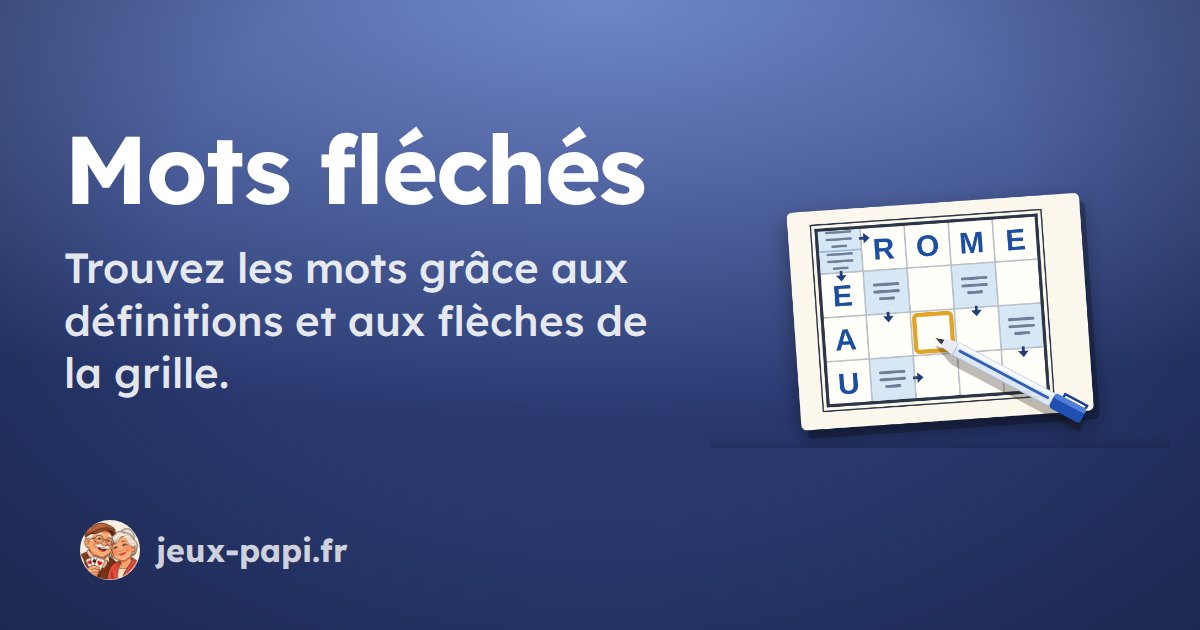 Mots fléchés
Trouvez les mots grâce aux
définitions et aux flèches de
la grille.
R O M E
E
A
U
jeux-papi.fr